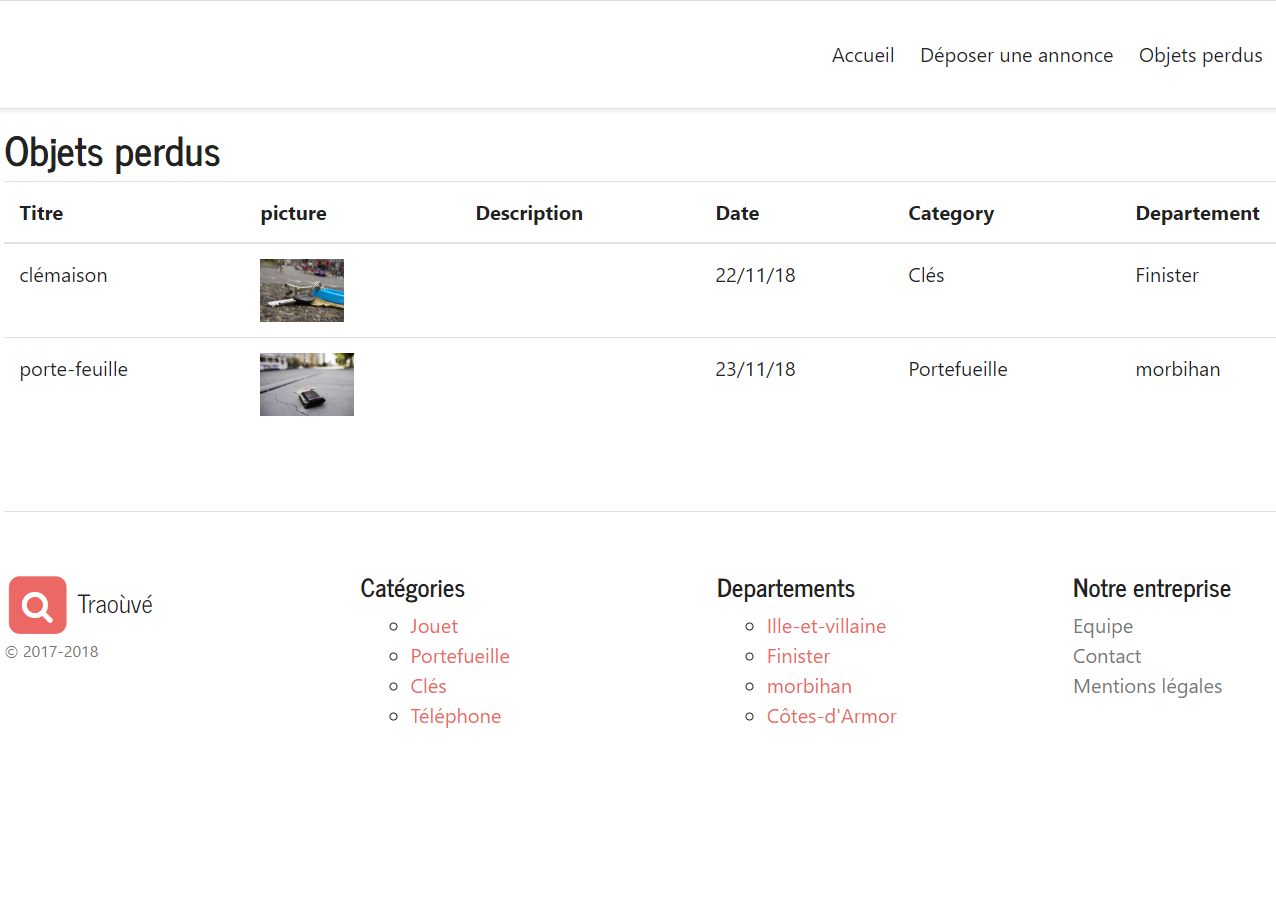 Accueil Déposer une annonce Objets perdus
Objets perdus
Titre picture Description Date Category Departement
clémaison 22/11/18 Clés Finister
porte-feuille 23/11/18 Portefueille morbihan
Traoùvé
© 2017-2018
Catégories
Jouet
Portefueille
Clés
Téléphone
Departements
Ille-et-villaine
Finister
morbihan
Côtes-d'Armor
Notre entreprise
Equipe
Contact
Mentions légales